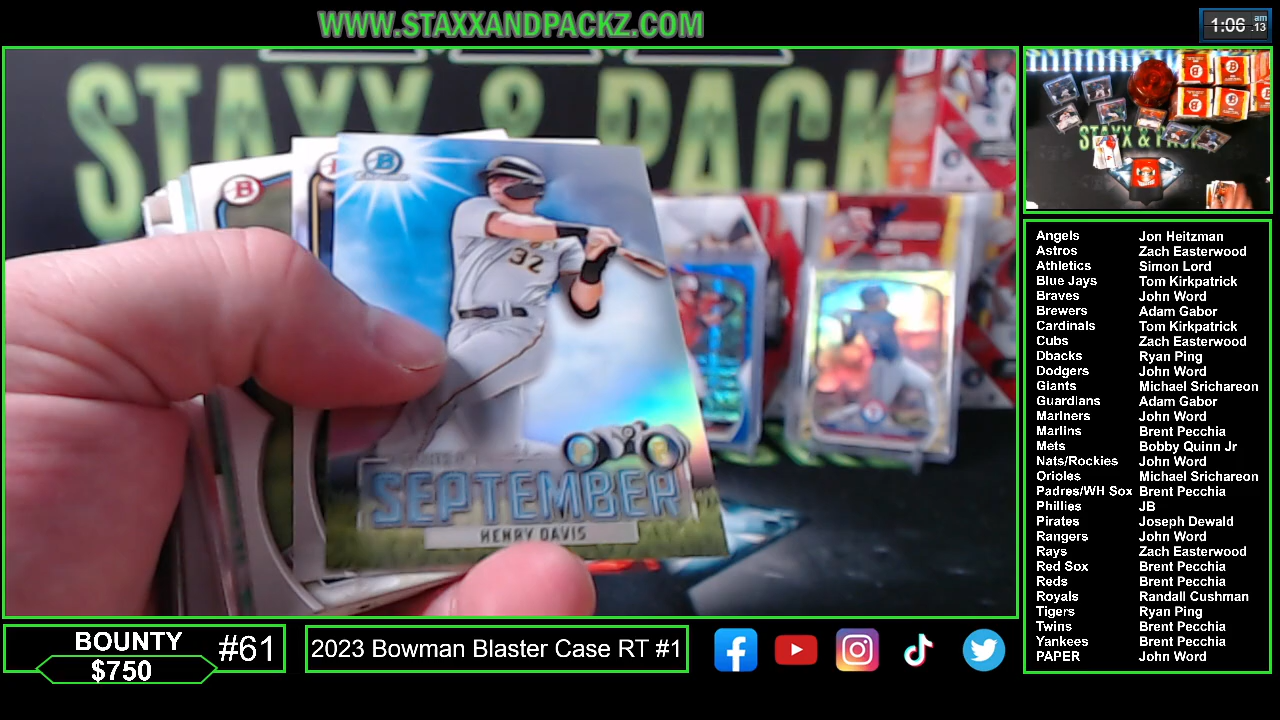 WWW.STAXXANDPACKZ.COM
1:06 am .13
STAXX & PACK
B
B
32
SEPTEMBER
HENRY DAVIS
STAXX & PACK
Angels Jon Heitzman
Astros Zach Easterwood
Athletics Simon Lord
Blue Jays Tom Kirkpatrick
Braves John Word
Brewers Adam Gabor
Cardinals Tom Kirkpatrick
Cubs Zach Easterwood
Dbacks Ryan Ping
Dodgers John Word
Giants Michael Srichareon
Guardians Adam Gabor
Mariners John Word
Marlins Brent Pecchia
Mets Bobby Quinn Jr
Nats/Rockies John Word
Orioles Michael Srichareon
Padres/WH Sox Brent Pecchia
Phillies JB
Pirates Joseph Dewald
Rangers John Word
Rays Zach Easterwood
Red Sox Brent Pecchia
Reds Brent Pecchia
Royals Randall Cushman
Tigers Ryan Ping
Twins Brent Pecchia
Yankees Brent Pecchia
PAPER John Word
BOUNTY
$750
#61
2023 Bowman Blaster Case RT #1